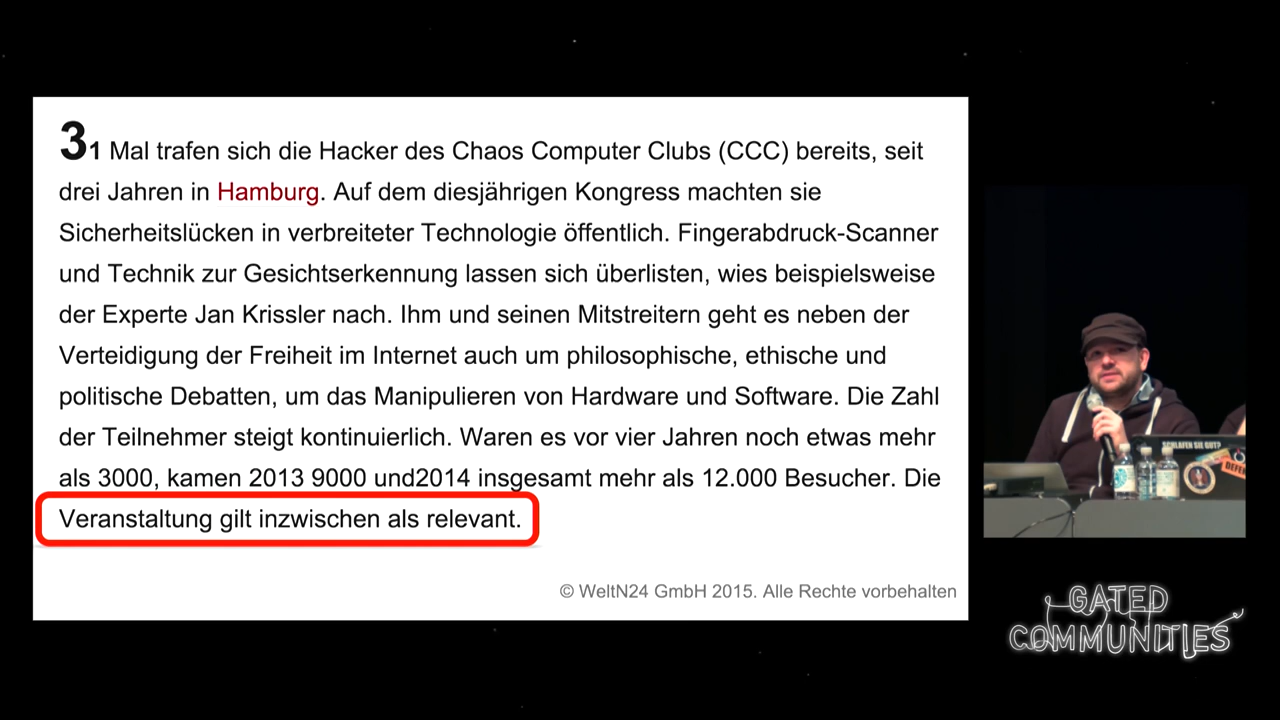 31 Mal trafen sich die Hacker des Chaos Computer Clubs (CCC) bereits, seit
drei Jahren in Hamburg. Auf dem diesjährigen Kongress machten sie
Sicherheitslücken in verbreiteter Technologie öffentlich. Fingerabdruck-Scanner
und Technik zur Gesichtserkennung lassen sich überlisten, wies beispielsweise
der Experte Jan Krissler nach. Ihm und seinen Mitstreitern geht es neben der
Verteidigung der Freiheit im Internet auch um philosophische, ethische und
politische Debatten, um das Manipulieren von Hardware und Software. Die Zahl
der Teilnehmer steigt kontinuierlich. Waren es vor vier Jahren noch etwas mehr
als 3000, kamen 2013 9000 und2014 insgesamt mehr als 12.000 Besucher. Die
Veranstaltung gilt inzwischen als relevant.
© WeltN24 GmbH 2015. Alle Rechte vorbehalten
SCHLAFEN SIE GUT?
GATED
COMMUNITIES